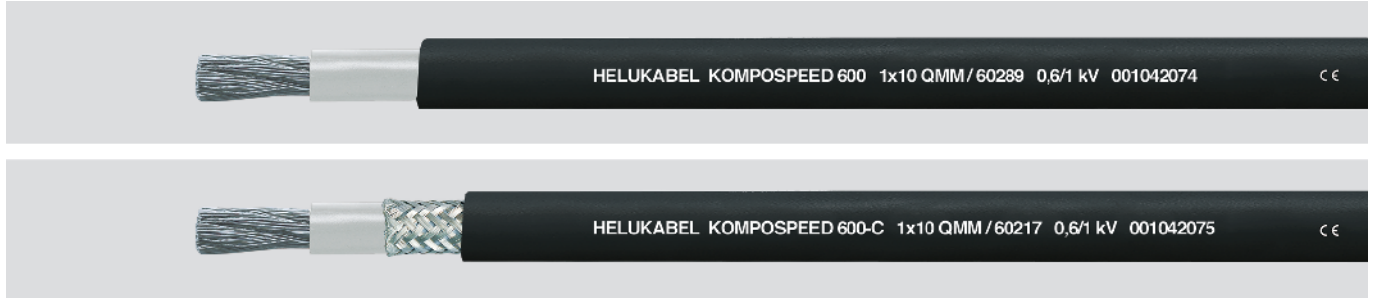 HELUKABEL KOMPOSPEED 600 1x10 QMM / 60289 0,6/1 kV 001042074 CE
HELUKABEL KOMPOSPEED 600-C 1x10 QMM / 60217 0,6/1 kV 001042075 CE